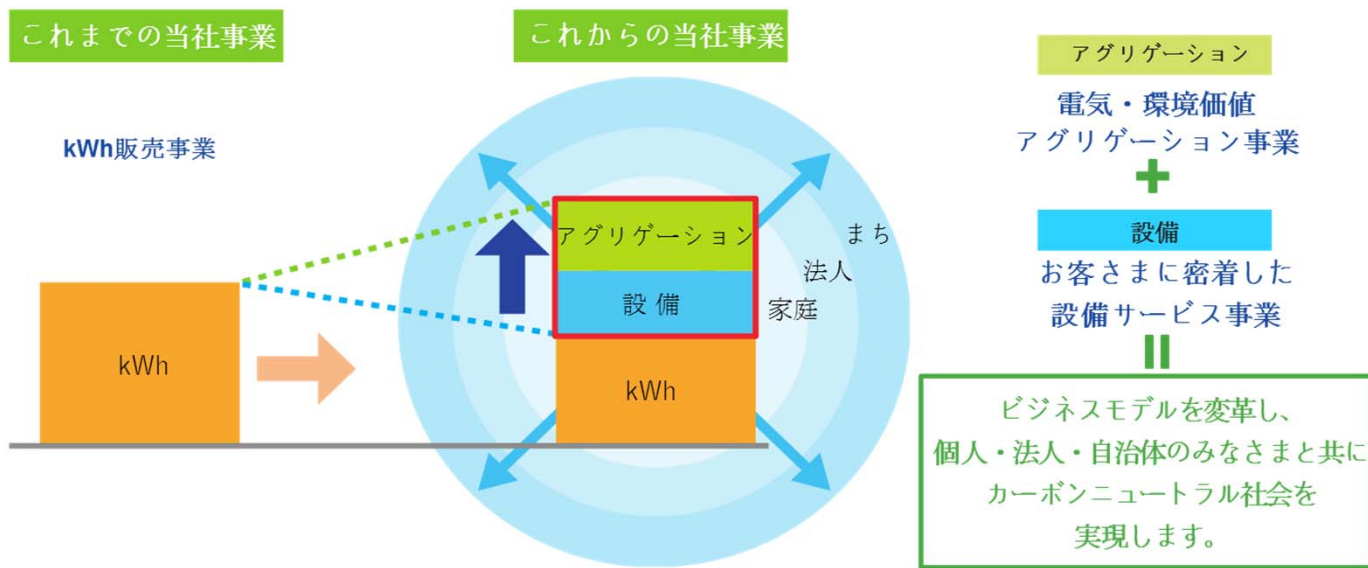 これまでの当社事業
これからの当社事業
kWh販売事業
kWh
アグリゲーション
設備
kWh
まち
法人
家庭
アグリゲーション
電気・環境価値
アグリゲーション事業
+
設備
お客さまに密着した
設備サービス事業
ビジネスモデルを変革し、
個人・法人・自治体のみなさまと共に
カーボンニュートラル社会を
実現します。